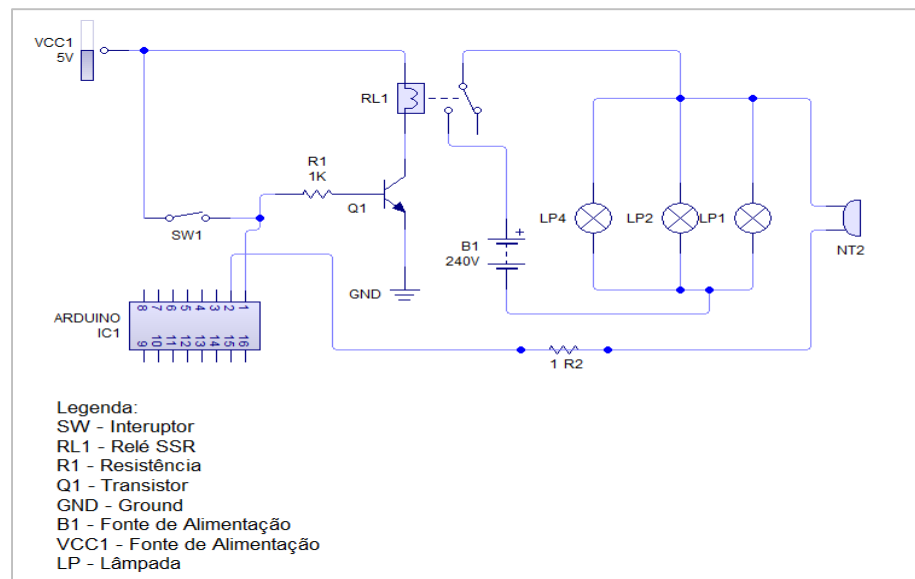 VCC1
5V
RL1
R1
1K
Q1
SW1
LP4
LP2
LP1
NT2
B1
240V
+
GND
ARDUINO
IC1
8 7 6 5 4 3 2 1
9 10 11 12 13 14 15 16
1 R2
Legenda:
SW - Interuptor
RL1 - Relé SSR
R1 - Resistência
Q1 - Transistor
GND - Ground
B1 - Fonte de Alimentação
VCC1 - Fonte de Alimentação
LP - Lâmpada